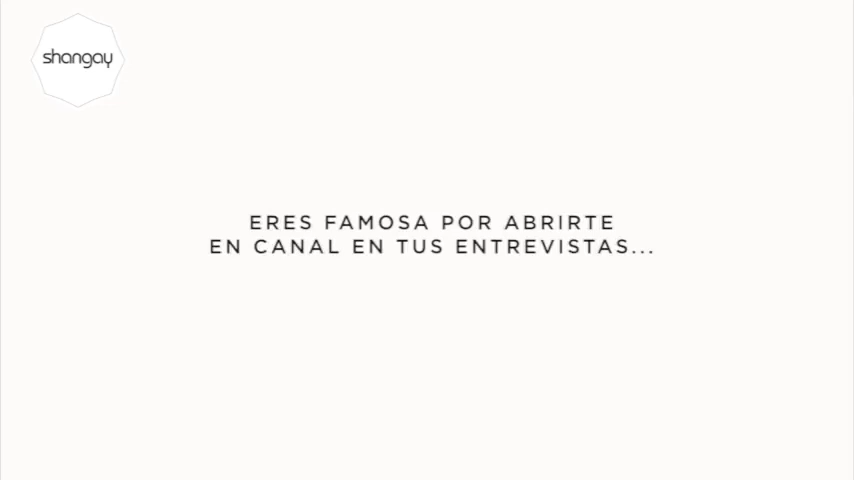 shangay
ERES FAMOSA POR ABRIRTE
EN CANAL EN TUS ENTREVISTAS...